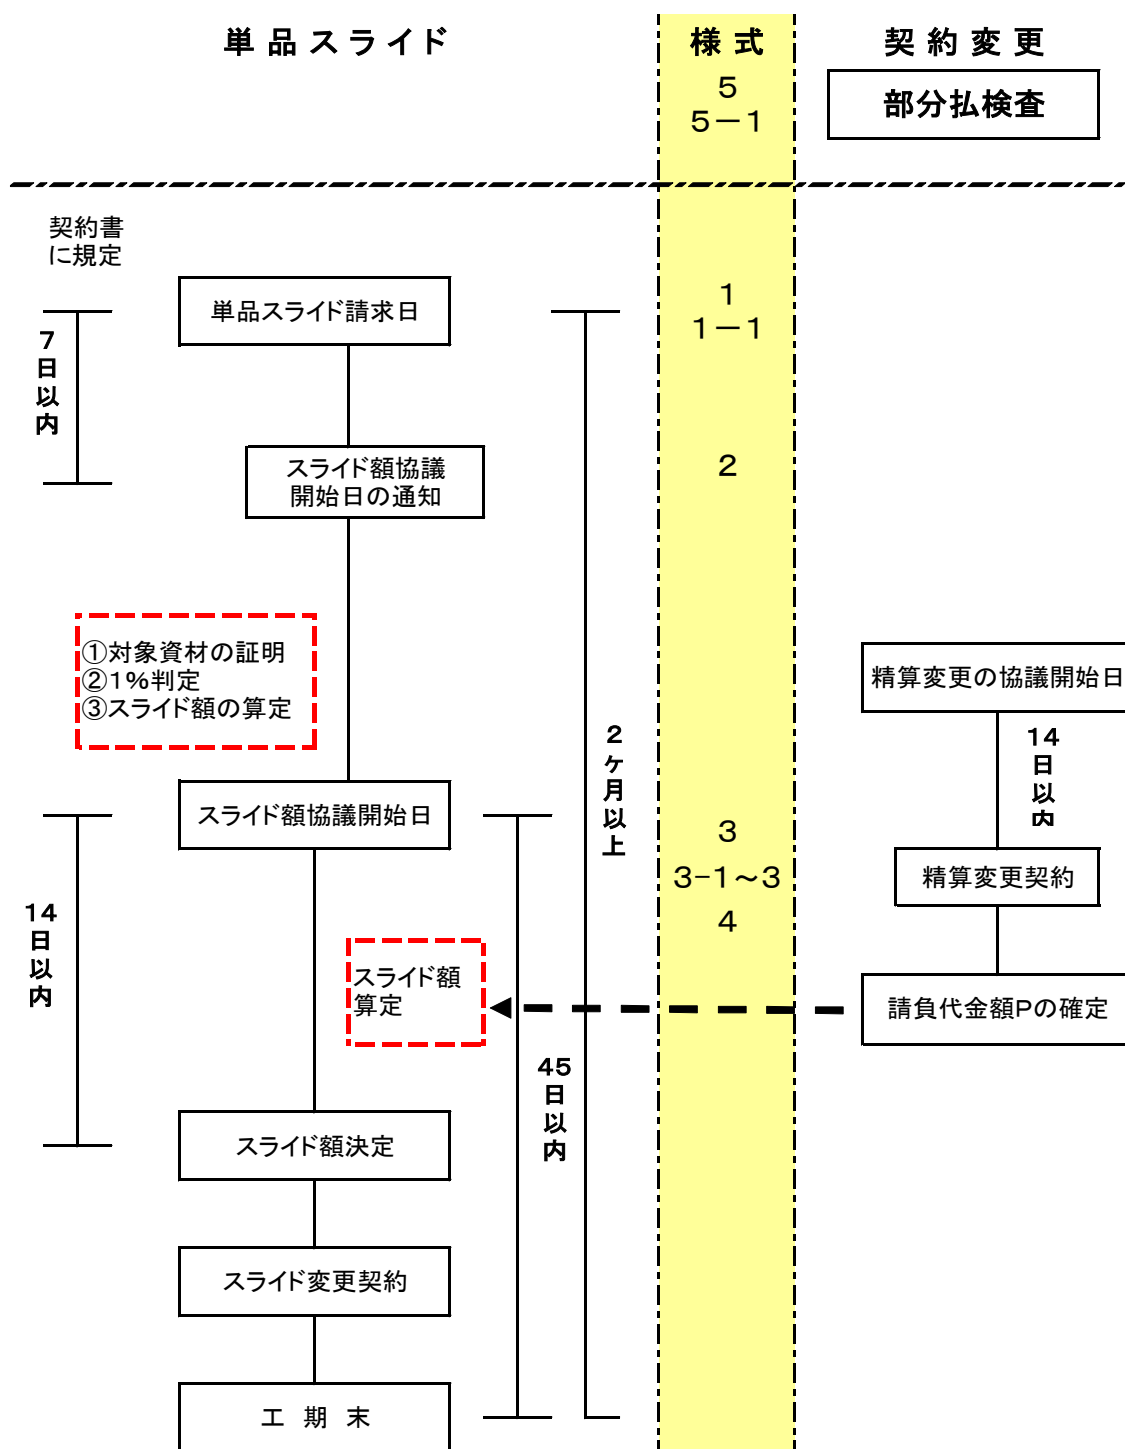 単品スライド
様式
契約変更
5
5－1
部分払検査
契約書
に規定
単品スライド請求日
1
1－1
7日以内
スライド額協議
開始日の通知
2
①対象資材の証明
②1%判定
③スライド額の算定
精算変更の協議開始日
2ヶ月以上
14日以内
スライド額協議開始日
3
3-1～3
4
精算変更契約
14日以内
スライド額
算定
請負代金額Pの確定
45日以内
スライド額決定
スライド変更契約
工期末